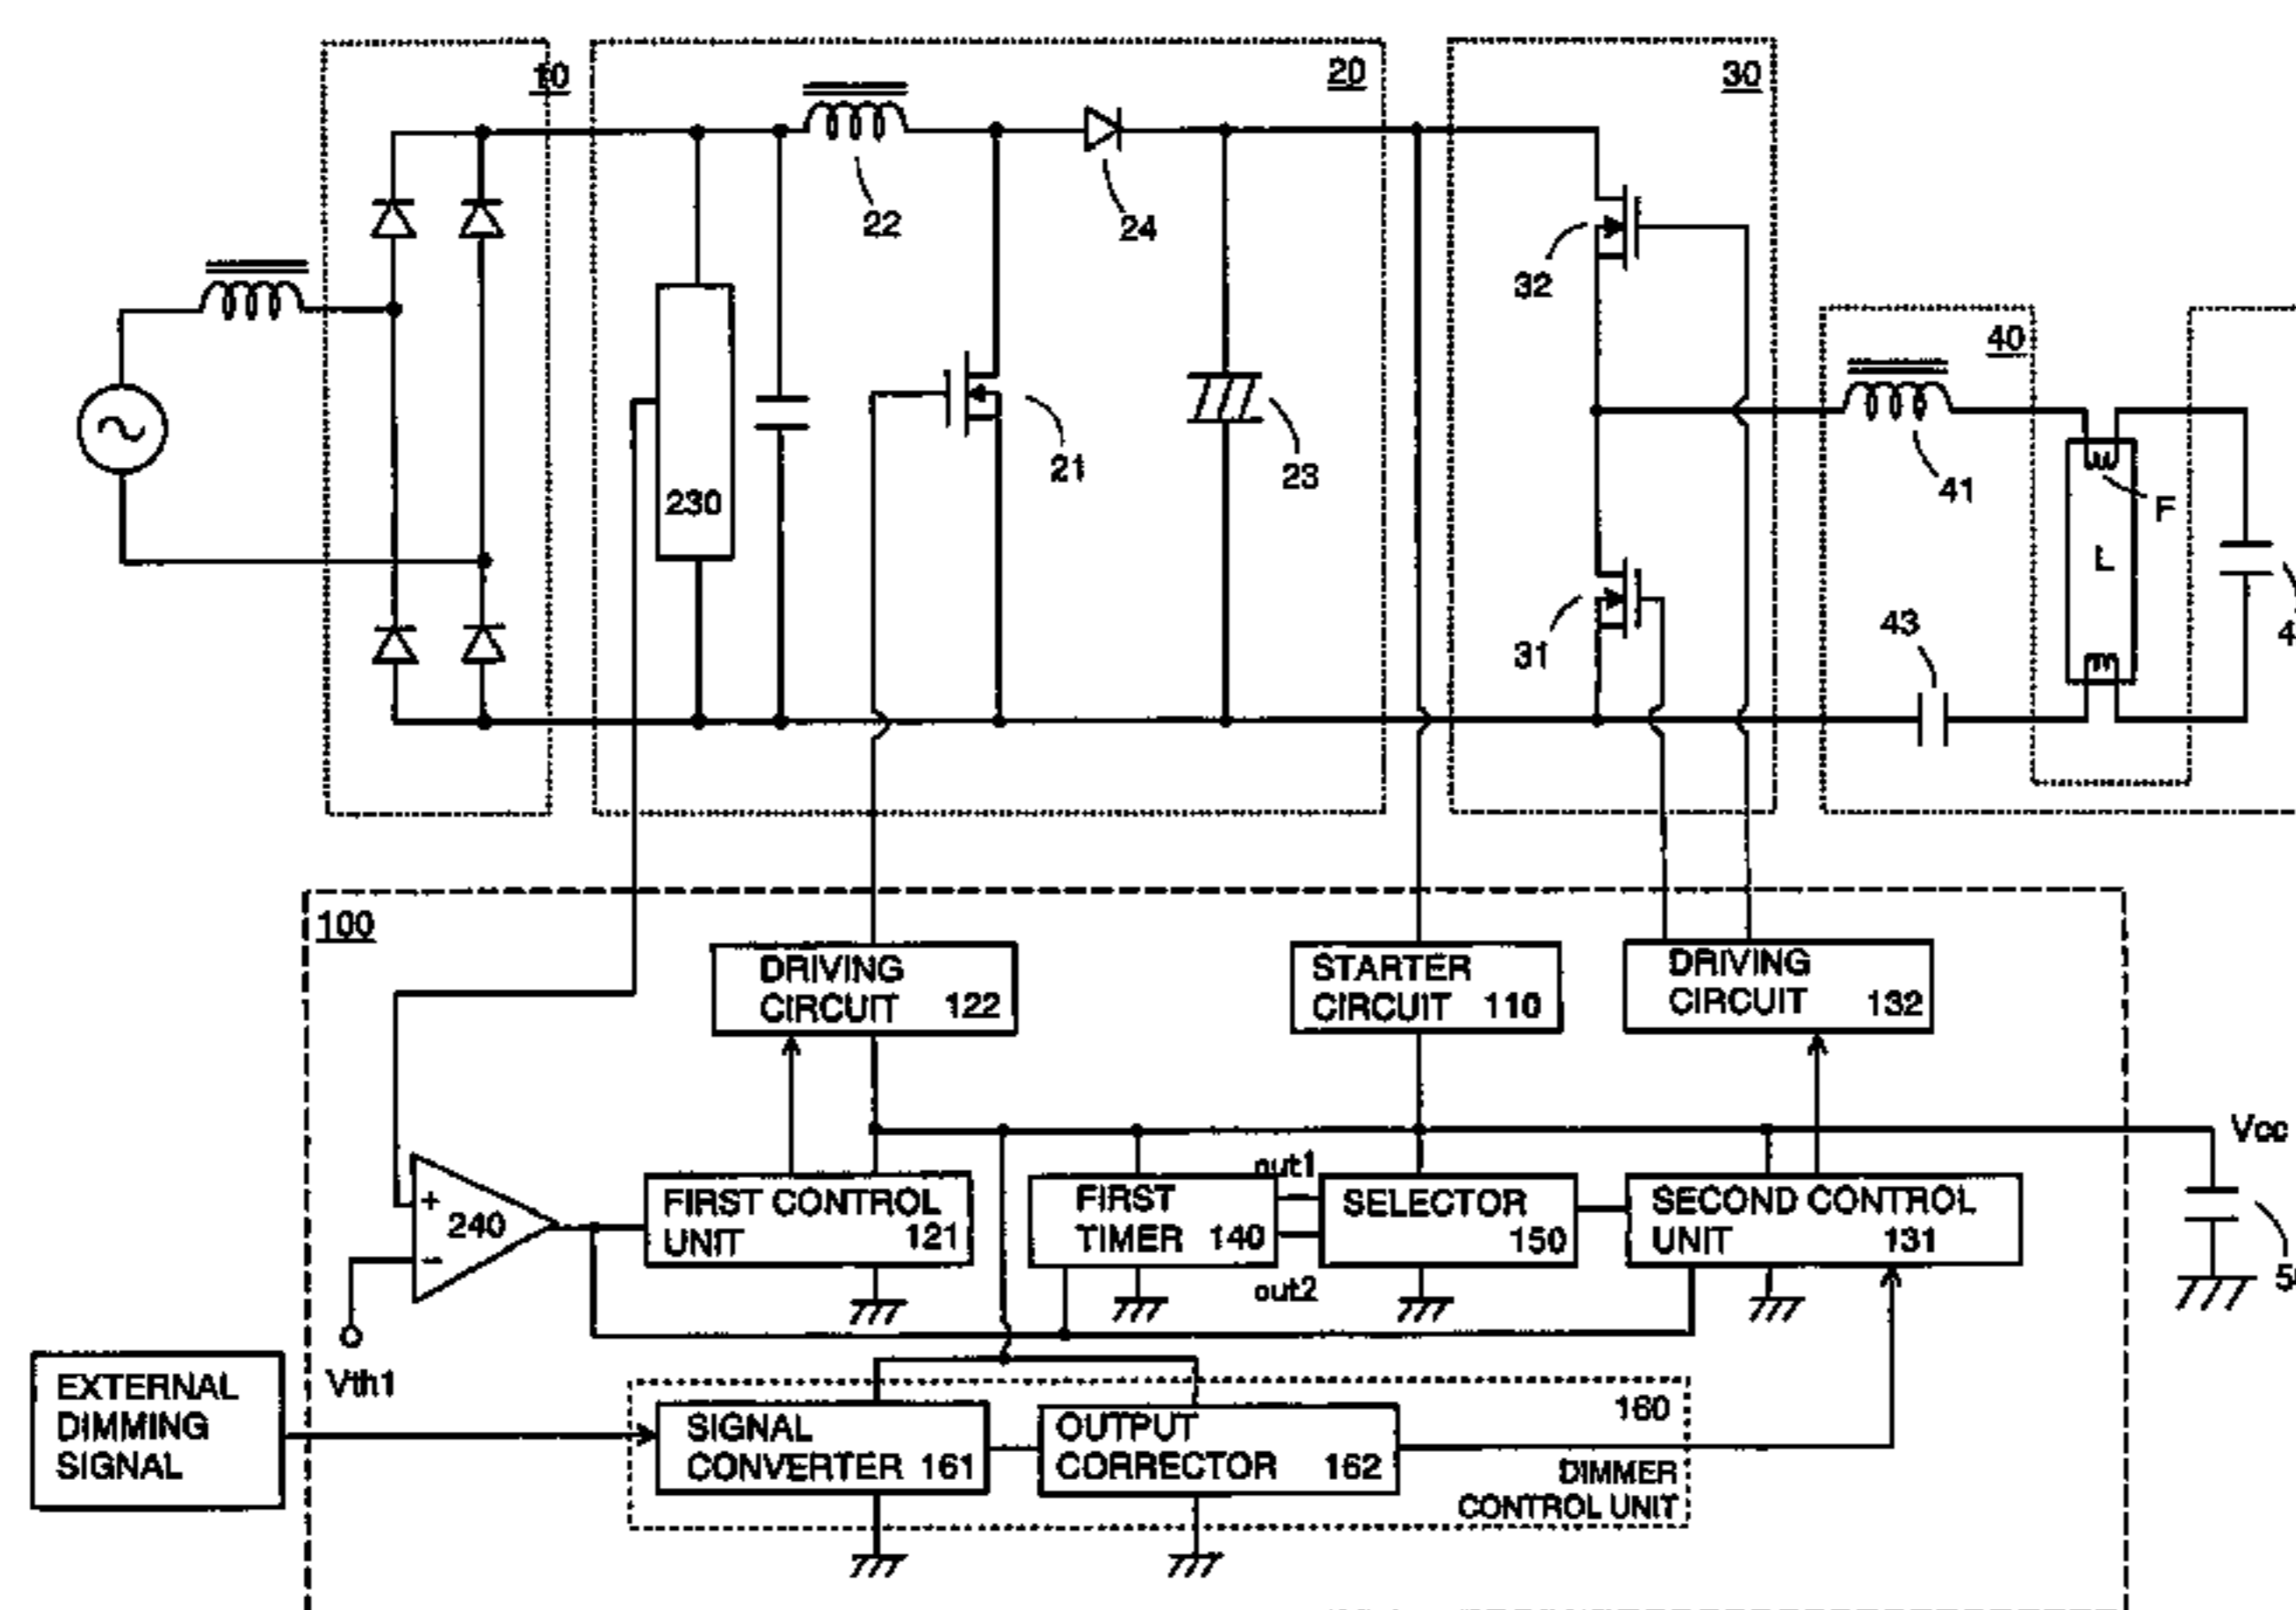 10
20
30
22
24
32
40
21
23
41
F
230
L
31
43
100
DRIVING
CIRCUIT 122
STARTER
CIRCUIT 110
DRIVING
CIRCUIT 132
Vcc
out1
+
240
−
FIRST CONTROL
UNIT 121
FIRST
TIMER 140
SELECTOR
150
SECOND CONTROL
UNIT 131
out2
Vth1
EXTERNAL
DIMMING
SIGNAL
160
SIGNAL
CONVERTER 161
OUTPUT
CORRECTOR 162
DIMMER
CONTROL UNIT